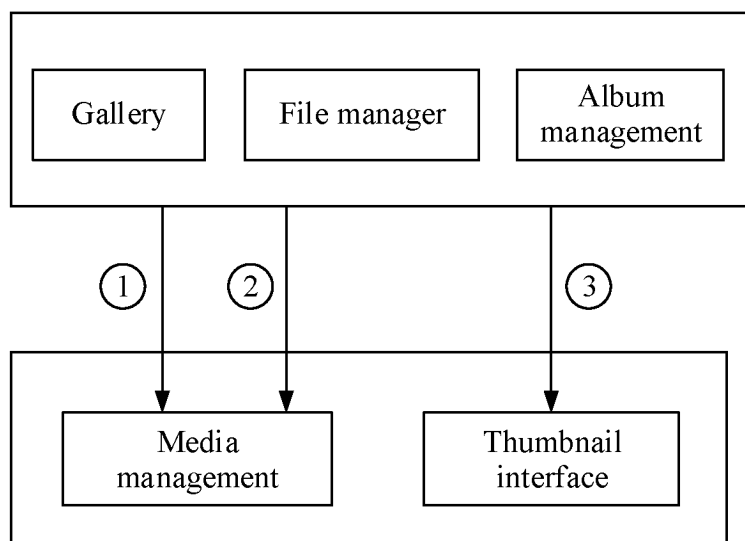 Gallery
File manager
Album
management
1
2
3
Media
management
Thumbnail
interface